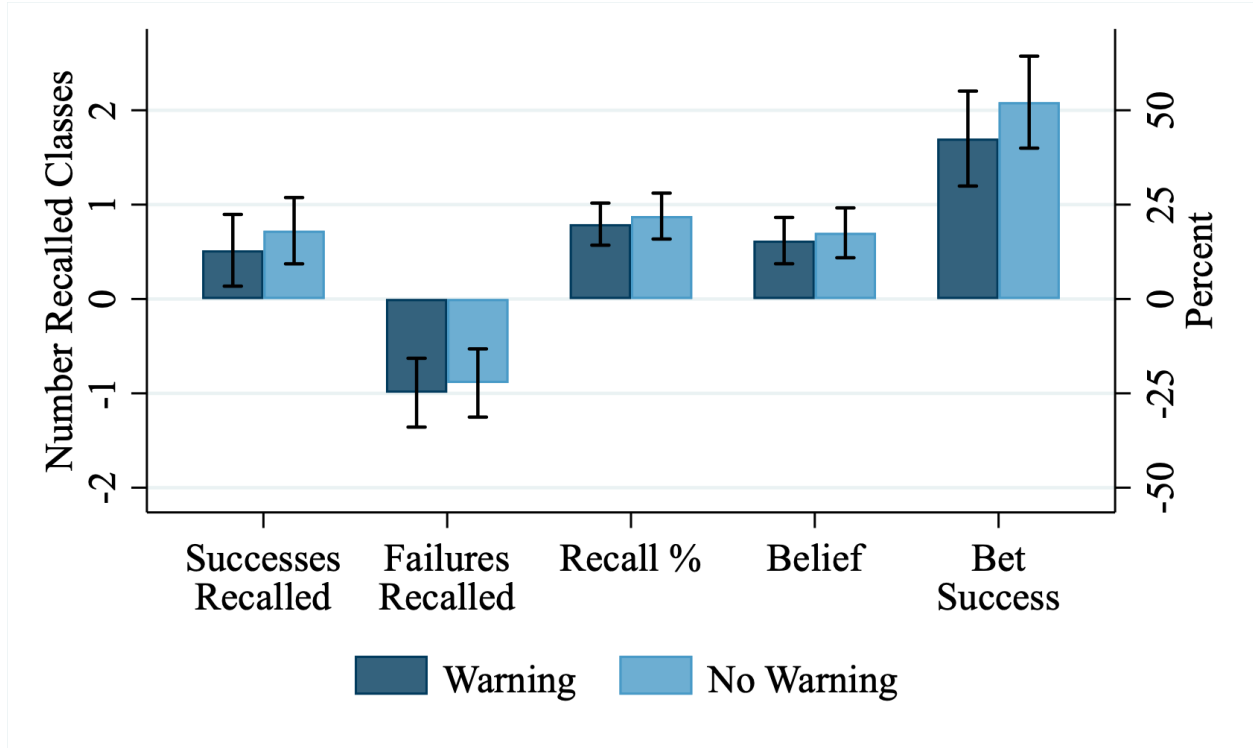 Number Recalled Classes
2
1
0
-1
-2
50
25
0
-25
-50
Percent
Successes
Recalled
Failures
Recalled
Recall %
Belief
Bet
Success
Warning
No Warning